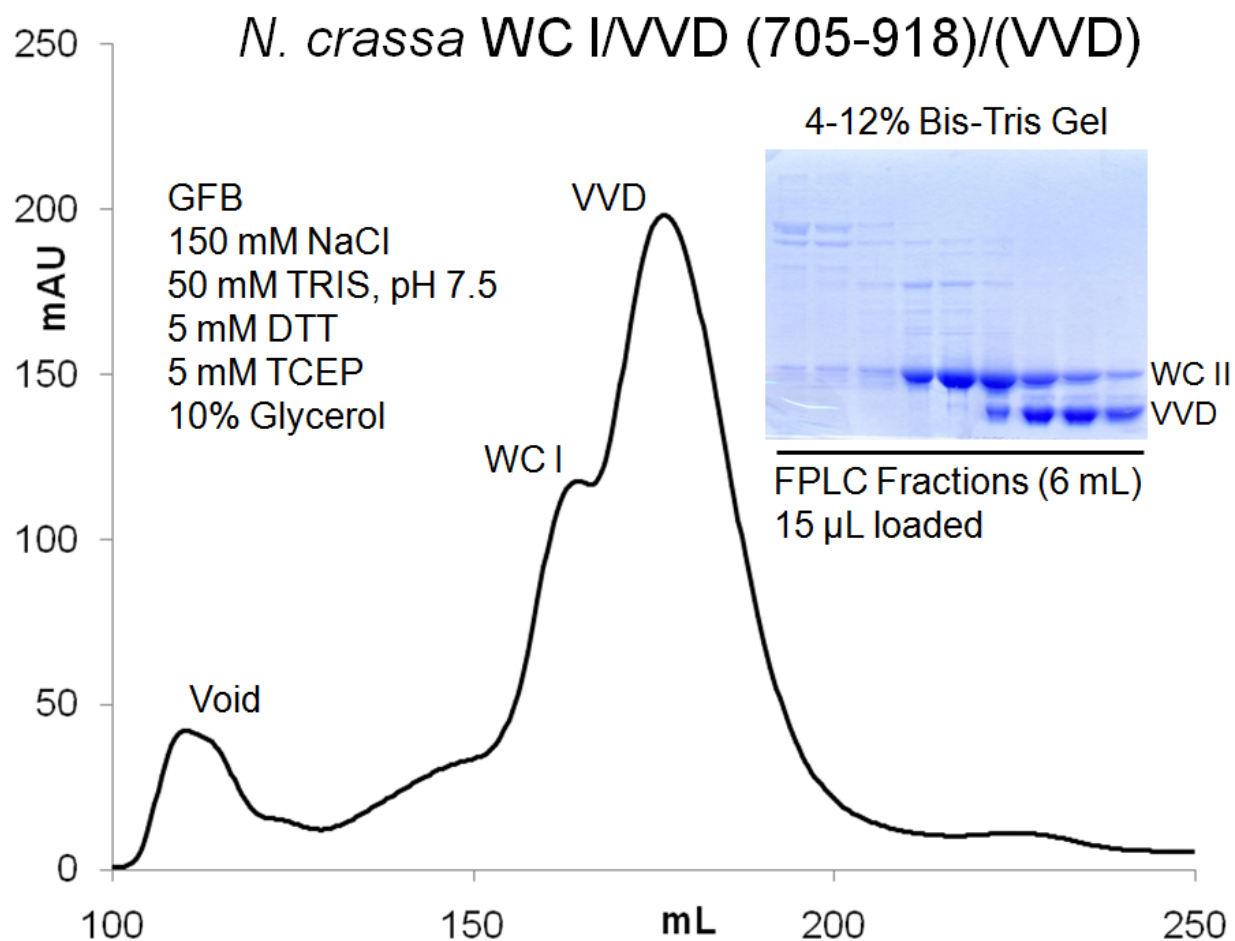 N. crassa WC I/VVD (705-918)/(VVD)
250
200
150
100
50
0
mAU
GFB
150 mM NaCl
50 mM TRIS, pH 7.5
5 mM DTT
5 mM TCEP
10% Glycerol
Void
WC I
VVD
4-12% Bis-Tris Gel
WC II
VVD
FPLC Fractions (6 mL)
15 µL loaded
100
150
mL
200
250